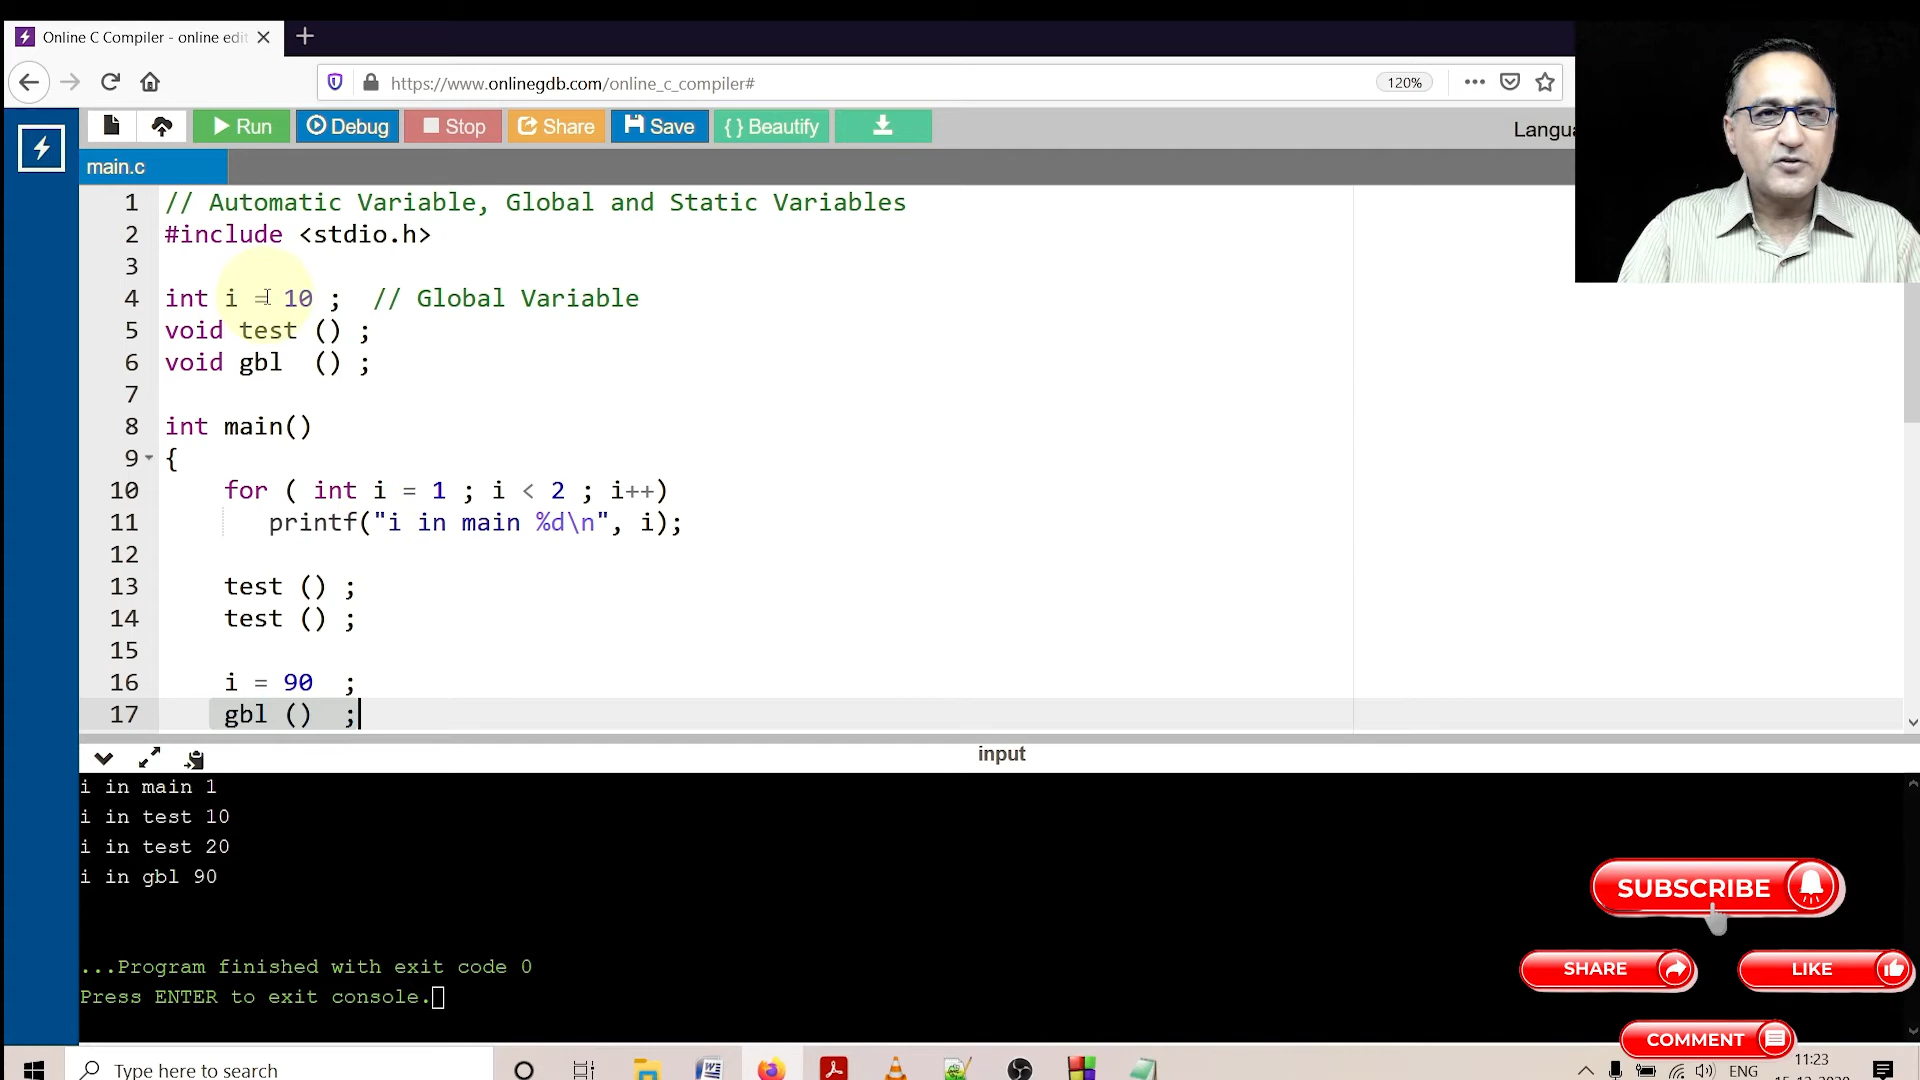 Online C Compiler - online edit
https://www.onlinegdb.com/online_c_compiler#
120%
Run
Debug
Stop
Share
Save
{ } Beautify
Langua
main.c
1 // Automatic Variable, Global and Static Variables
2 #include <stdio.h>
3
4 int i = 10 ; // Global Variable
5 void test () ;
6 void gbl () ;
7
8 int main()
9 {
10 for ( int i = 1 ; i < 2 ; i++)
11 printf("i in main %d\n", i);
12
13 test () ;
14 test () ;
15
16 i = 90 ;
17 gbl () ;
input
i in main 1
i in test 10
i in test 20
i in gbl 90
...Program finished with exit code 0
Press ENTER to exit console.
SUBSCRIBE
SHARE
LIKE
COMMENT
Type here to search
ENG
11:23